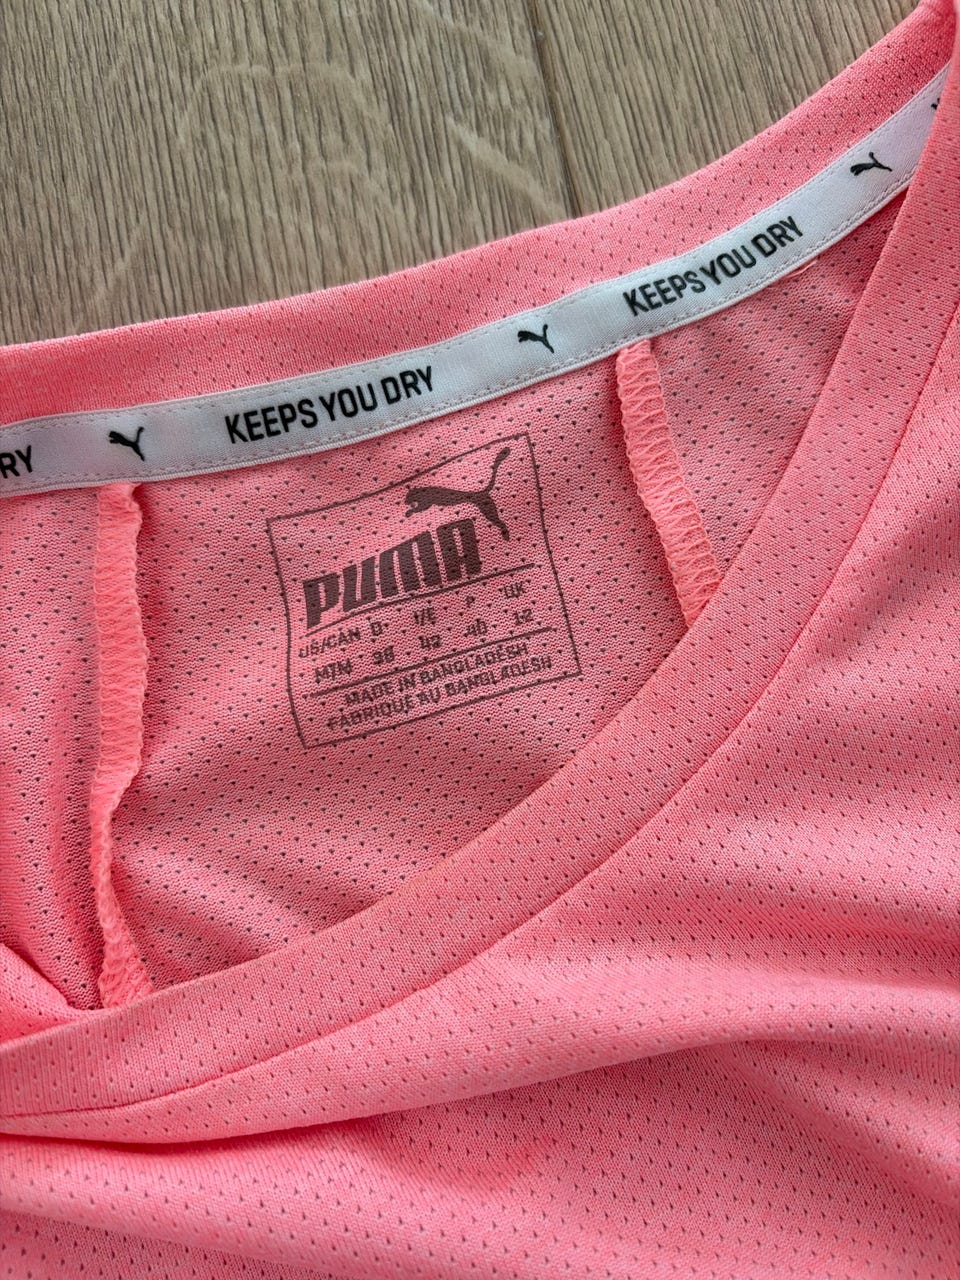 RY
KEEPS YOU DRY
KEEPS YOU DRY
PUMA
US/CAN D I/E F UK
M/M 38 42 40 12
MADE IN BANGLADESH
FABRIQUÉ AU BANGLADESH